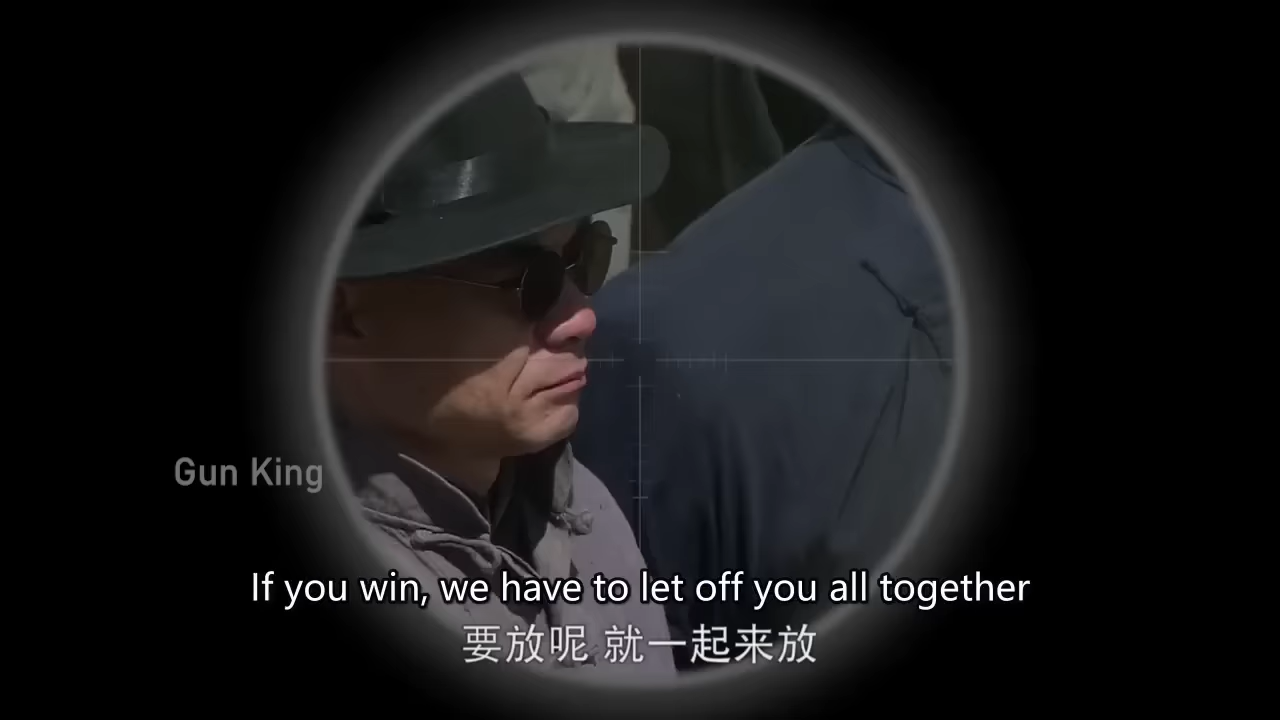 Gun King
If you win, we have to let off you all together
要放呢 就一起来放